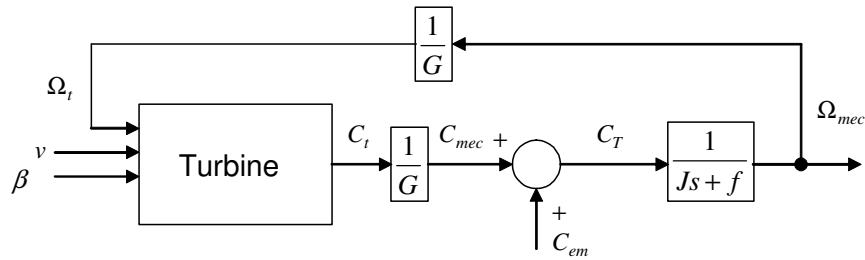 1
G
Ω_t
Ω_mec
v
β
Turbine
C_t
1
G
C_mec +
C_T
1
Js + f
+
C_em